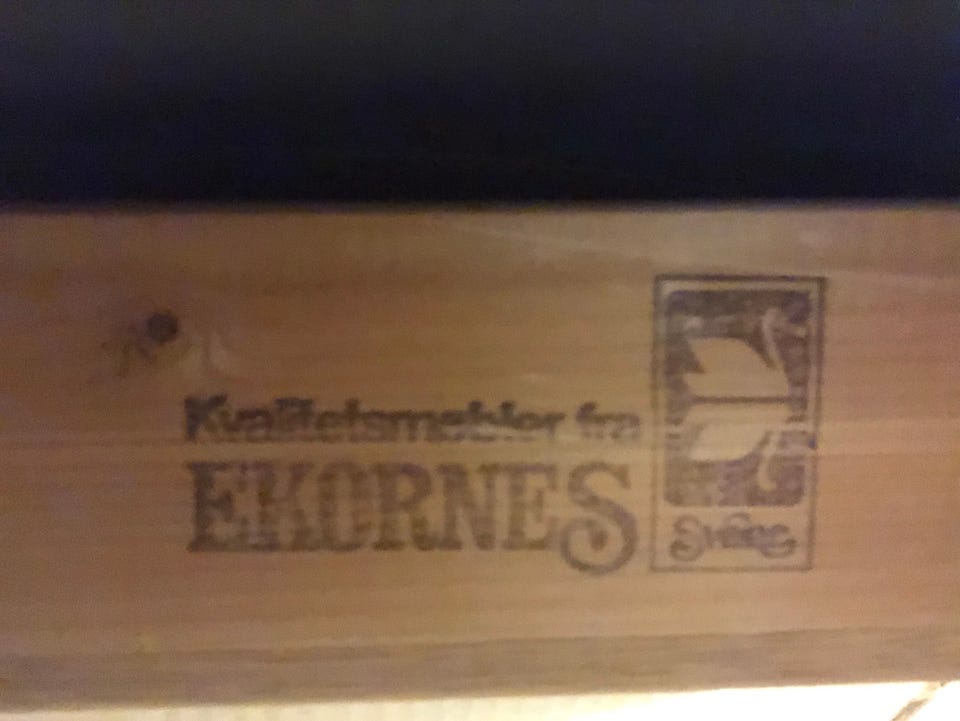 Kvalitetsmøbler fra
EKORNES
Svane